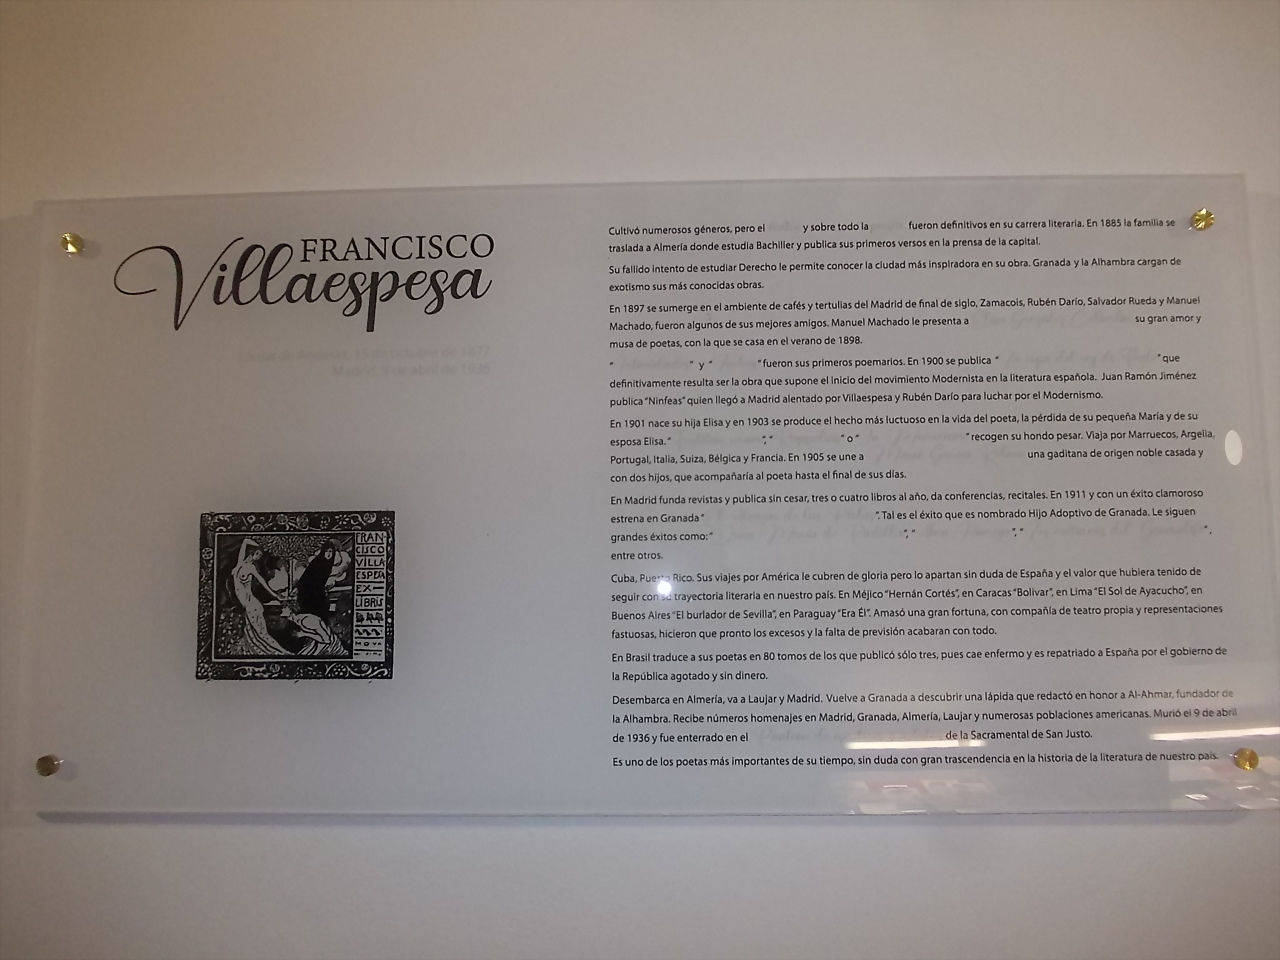 FRANCISCO
Villaespesa
Laujar de Andarax, 15 de octubre de 1877
Madrid, 9 de abril de 1936
FRAN
CISCO
VILLA
ESPESA
EX-
LIBRIS
Cultivó numerosos géneros, pero el y sobre todo la fueron definitivos en su carrera literaria. En 1885 la familia se
traslada a Almería donde estudia Bachiller y publica sus primeros versos en la prensa de la capital.
Su fallido intento de estudiar Derecho le permite conocer la ciudad más inspiradora en su obra. Granada y la Alhambra cargan de
exotismo sus más conocidas obras.
En 1897 se sumerge en el ambiente de cafés y tertulias del Madrid de final de siglo, Zamacois, Rubén Darío, Salvador Rueda y Manuel
Machado, fueron algunos de sus mejores amigos. Manuel Machado le presenta a su gran amor y
musa de poetas, con la que se casa en el verano de 1898.
" " y " "fueron sus primeros poemarios. En 1900 se publica " "que
definitivamente resulta ser la obra que supone el inicio del movimiento Modernista en la literatura española. Juan Ramón Jiménez
publica "Ninfeas" quien llegó a Madrid alentado por Villaespesa y Rubén Darío para luchar por el Modernismo.
En 1901 nace su hija Elisa y en 1903 se produce el hecho más luctuoso en la vida del poeta, la pérdida de su pequeña María y de su
esposa Elisa. " "," " o " "recogen su hondo pesar. Viaja por Marruecos, Argelia,
Portugal, Italia, Suiza, Bélgica y Francia. En 1905 se une a una gaditana de origen noble casada y
con dos hijos, que acompañaría al poeta hasta el final de sus días.
En Madrid funda revistas y publica sin cesar, tres o cuatro libros al año, da conferencias, recitales. En 1911 y con un éxito clamoroso
estrena en Granada " ". Tal es el éxito que es nombrado Hijo Adoptivo de Granada. Le siguen
grandes éxitos como: " "," "," ",
entre otros.
Cuba, Puerto Rico. Sus viajes por América le cubren de gloria pero lo apartan sin duda de España y el valor que hubiera tenido de
seguir con su trayectoria literaria en nuestro país. En Méjico "Hernán Cortés", en Caracas "Bolivar", en Lima "El Sol de Ayacucho", en
Buenos Aires "El burlador de Sevilla", en Paraguay "Era Él". Amasó una gran fortuna, con compañía de teatro propia y representaciones
fastuosas, hicieron que pronto los excesos y la falta de previsión acabaran con todo.
En Brasil traduce a sus poetas en 80 tomos de los que publicó sólo tres, pues cae enfermo y es repatriado a España por el gobierno de
la República agotado y sin dinero.
Desembarca en Almería, va a Laujar y Madrid. Vuelve a Granada a descubrir una lápida que redactó en honor a Al-Ahmar, fundador de
la Alhambra. Recibe números homenajes en Madrid, Granada, Almería, Laujar y numerosas poblaciones americanas. Murió el 9 de abril
de 1936 y fue enterrado en el de la Sacramental de San Justo.
Es uno de los poetas más importantes de su tiempo, sin duda con gran trascendencia en la historia de la literatura de nuestro país.